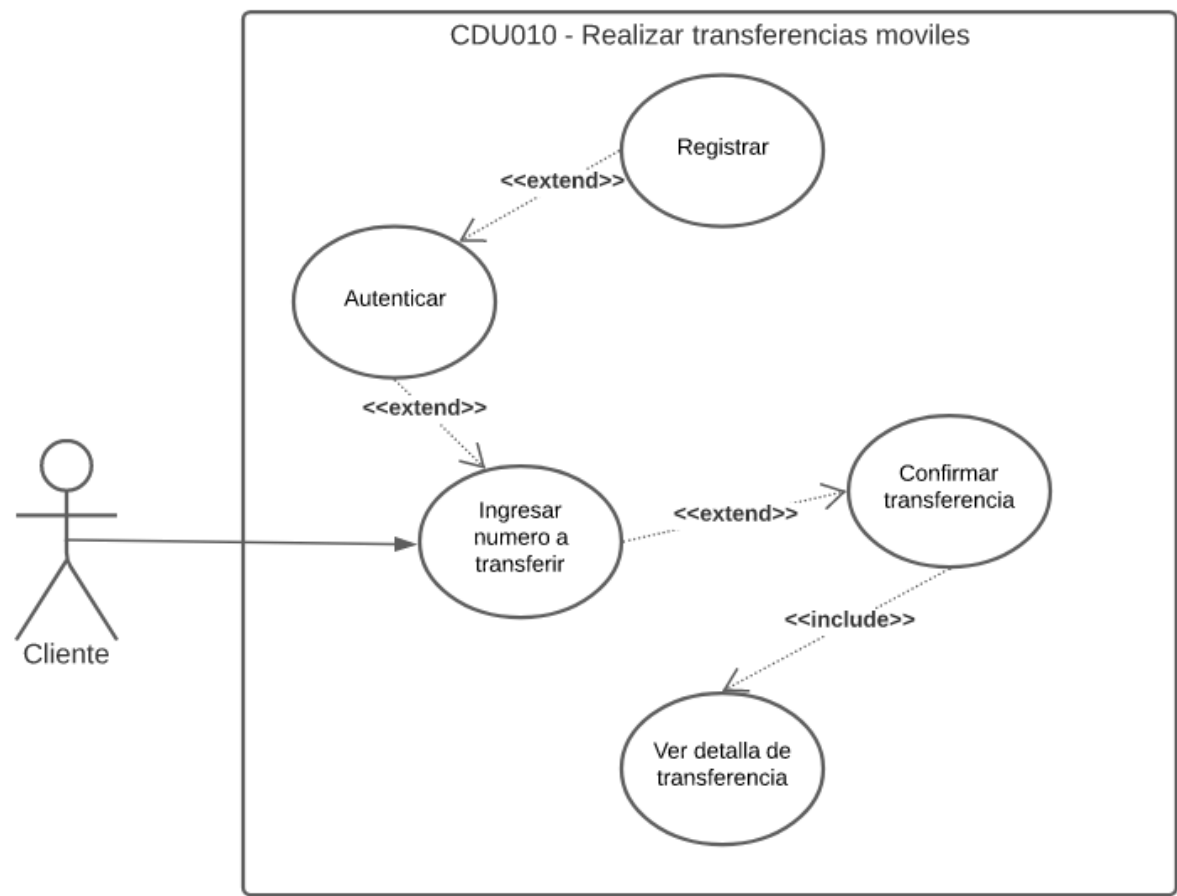 CDU010 - Realizar transferencias moviles
Registrar
<<extend>>
Autenticar
<<extend>>
Ingresar
numero a
transferir
<<extend>>
Confirmar
transferencia
<<include>>
Cliente
Ver detalla de
transferencia